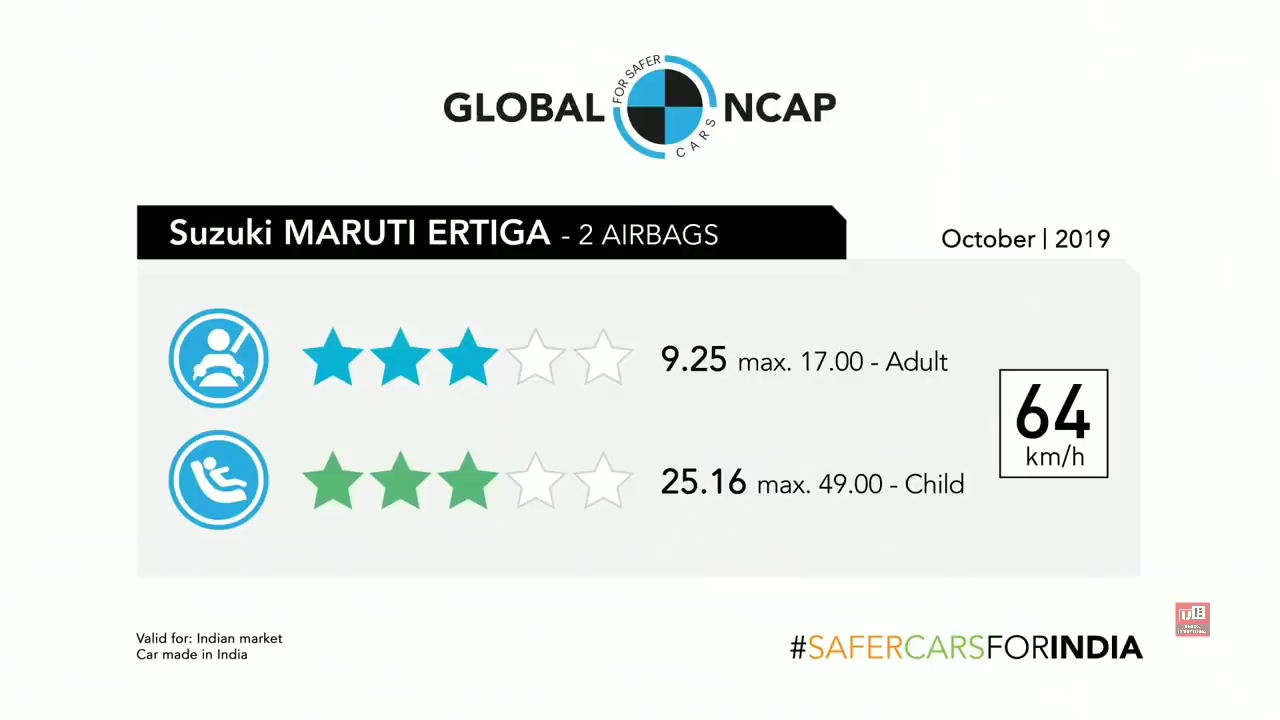 GLOBAL NCAP
FOR SAFER
CARS
Suzuki MARUTI ERTIGA - 2 AIRBAGS
October | 2019
9.25 max. 17.00 - Adult
64
km/h
25.16 max. 49.00 - Child
Valid for: Indian market
Car made in India
#SAFERCARSFORINDIA